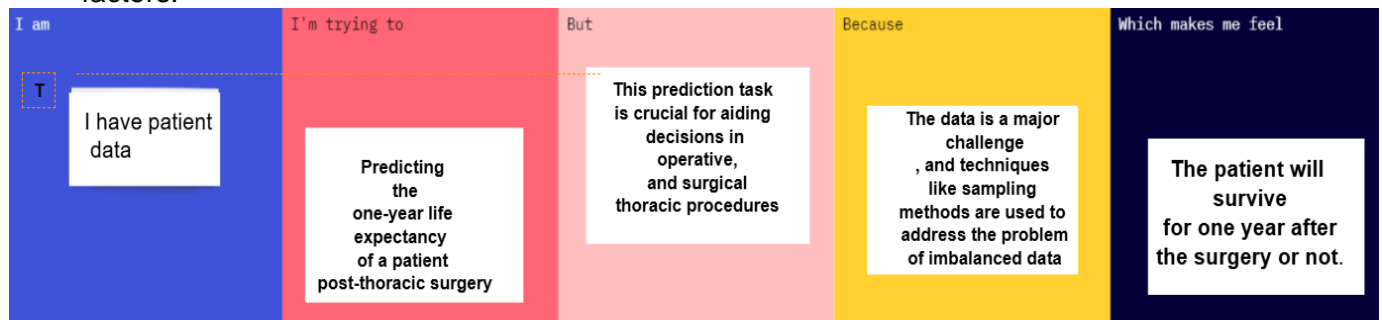 factors.
I am
I'm trying to
But
Because
Which makes me feel
T
I have patient
data
Predicting
the
one-year life
expectancy
of a patient
post-thoracic surgery
This prediction task
is crucial for aiding
decisions in
operative,
and surgical
thoracic procedures
The data is a major
challenge
, and techniques
like sampling
methods are used to
address the problem
of imbalanced data
The patient will
survive
for one year after
the surgery or not.